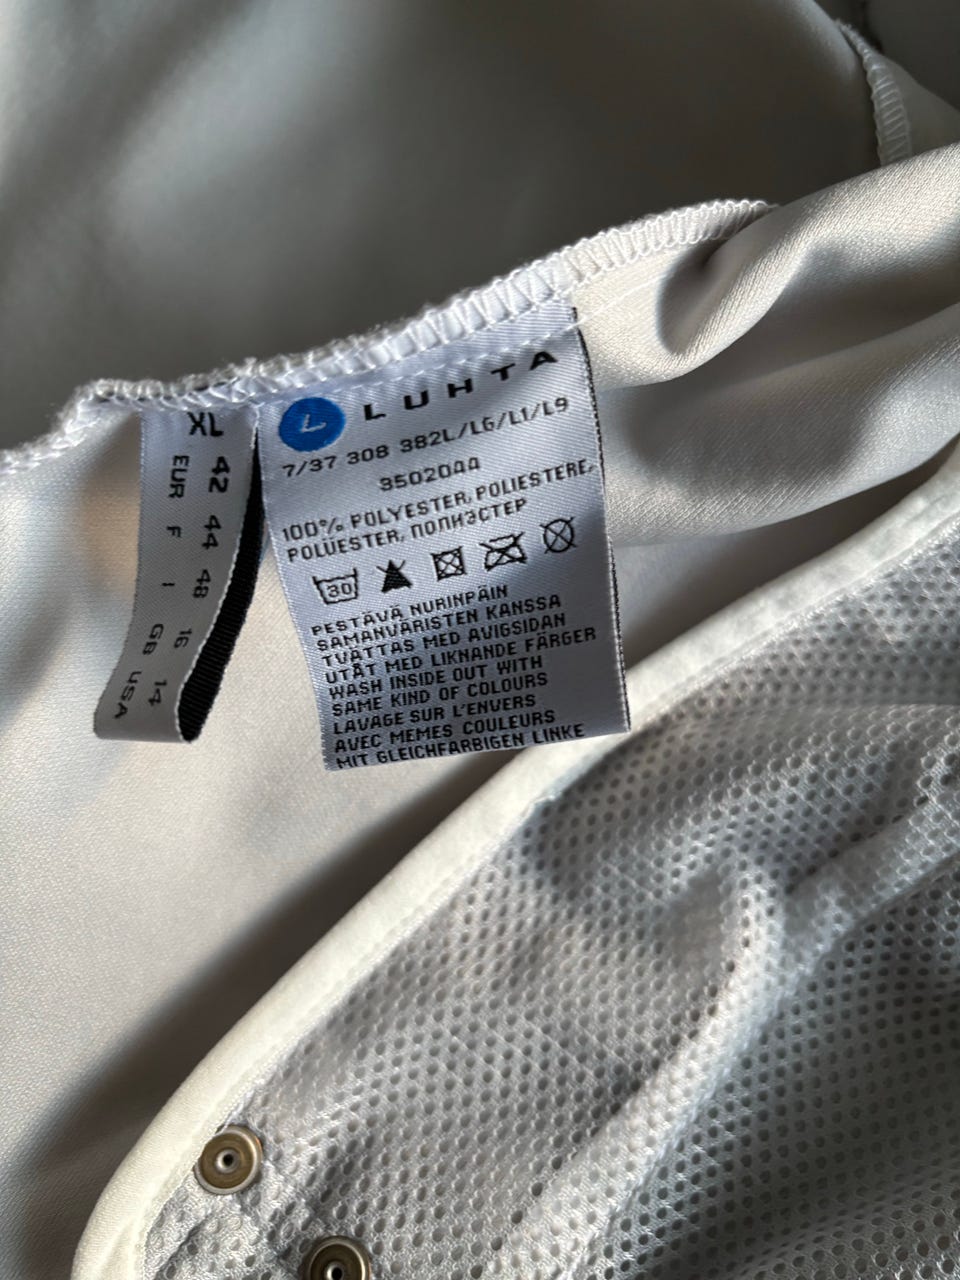 XL
42 44 48 16 14
EUR F I GB USA
L LUHTA
7/37 308 382L/L6/L1/L9
3502044
100% POLYESTER, POLIESTERE,
POLÜESTER, ПОЛИЭСТЕР
30
PESTÄVÄ NURINPÄIN
SAMANVÄRISTEN KANSSA
TVÄTTAS MED AVIGSIDAN
UTÅT MED LIKNANDE FÄRGER
WASH INSIDE OUT WITH
SAME KIND OF COLOURS
LAVAGE SUR L'ENVERS
AVEC MEMES COULEURS
MIT GLEICHFARBIGEN LINKE